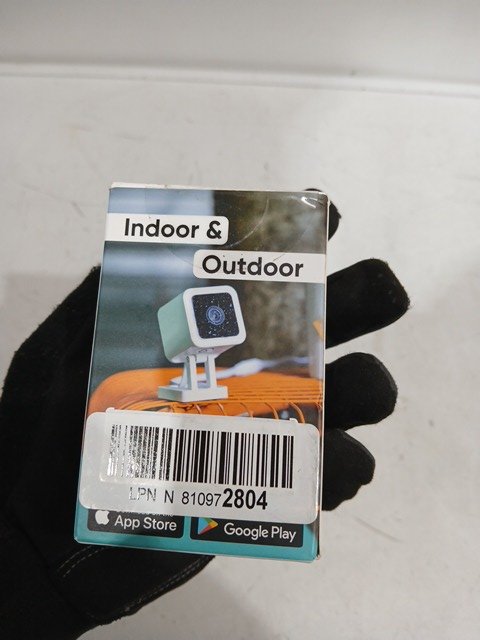 Indoor &
Outdoor
LPN N 810972804
App Store
Google Play